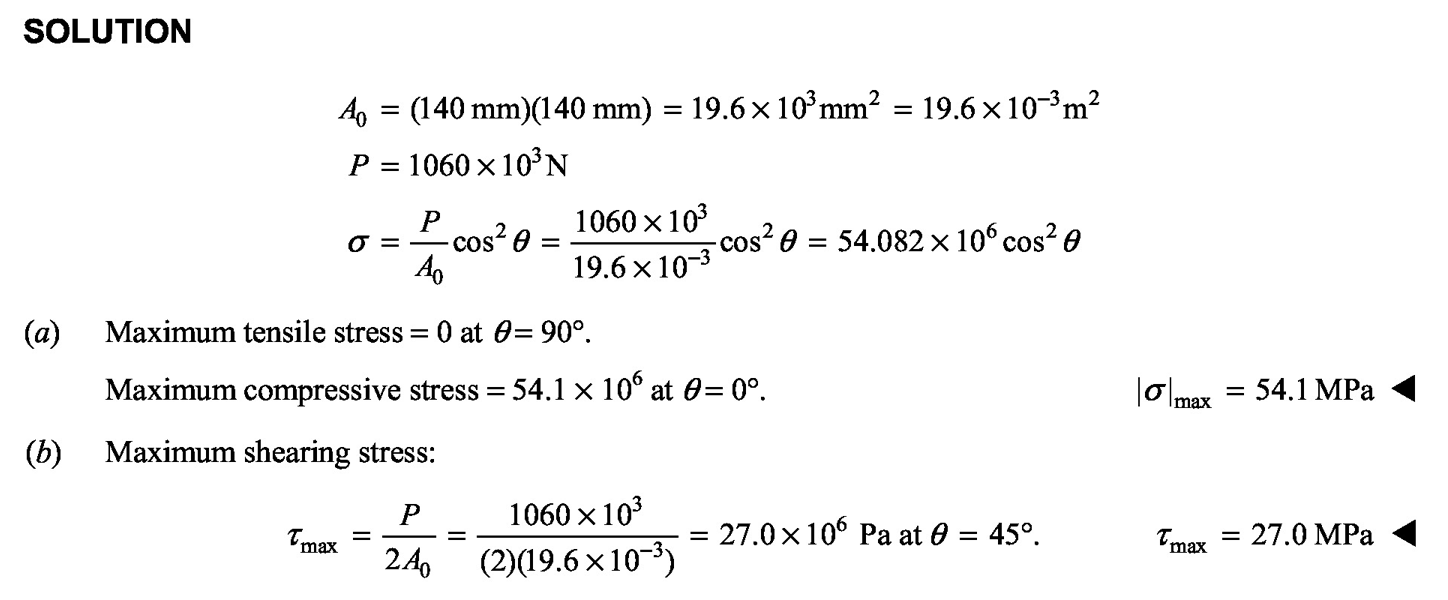 SOLUTION
A₀ = (140 mm)(140 mm) = 19.6 × 10³ mm² = 19.6 × 10⁻³ m²
P = 1060 × 10³ N
σ = P/A₀ cos² θ = (1060 × 10³)/(19.6 × 10⁻³) cos² θ = 54.082 × 10⁶ cos² θ
(a) Maximum tensile stress = 0 at θ = 90°.
Maximum compressive stress = 54.1 × 10⁶ at θ = 0°. |σ|max = 54.1 MPa ◄
(b) Maximum shearing stress:
τmax = P/2A₀ = (1060 × 10³)/((2)(19.6 × 10⁻³)) = 27.0 × 10⁶ Pa at θ = 45°. τmax = 27.0 MPa ◄